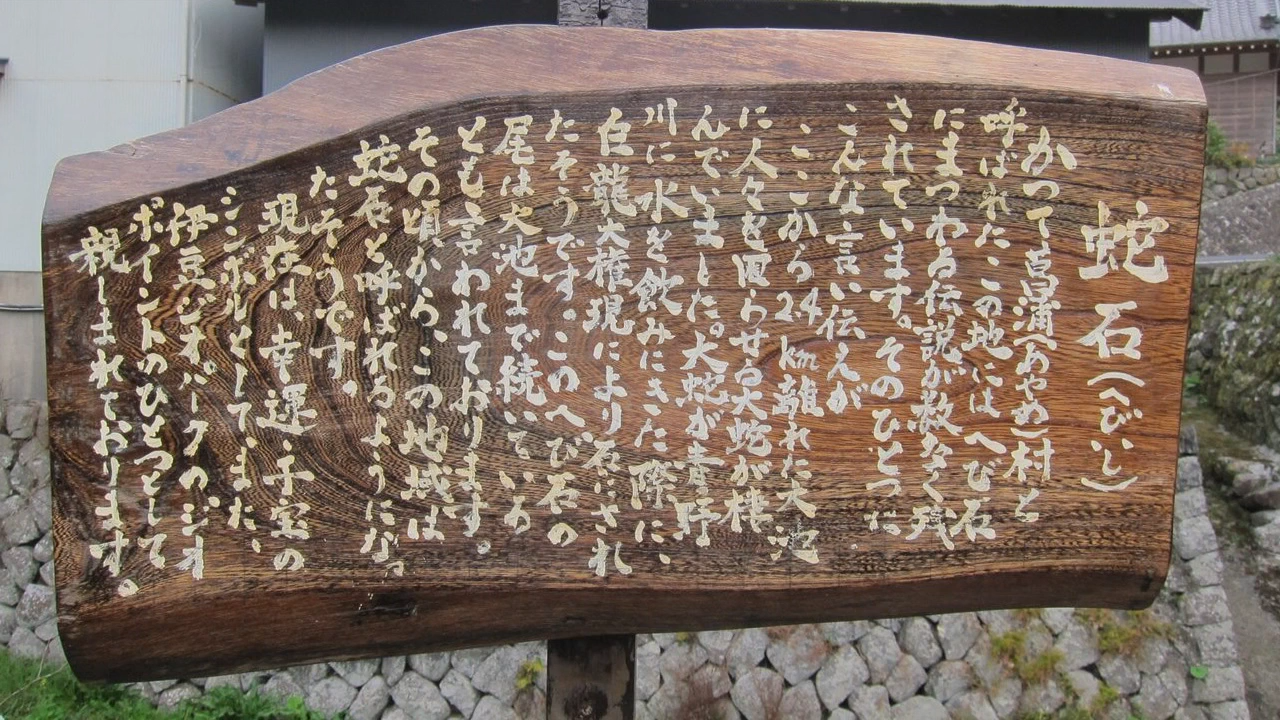 蛇石(へびいし)
かつて菖蒲(あやめ)村と
呼ばれたこの地には、へび石
にまつわる伝説が数多く残
されています。そのひとつに
こんな言い伝えが…
ここから2.4km離れた大池
に人々を困らせる大蛇が棲
んでいました。大蛇が青野
川に水を飲みにきた際に、
白龍大権現により石にされ
たそうです。このへび石の
尾は大池まで続いている
とも言われております。
その頃から、この地域は
蛇石と呼ばれるようになっ
たそうです。
現在は、幸運・子宝の
シンボルとして、また、
伊豆ジオパークのジオ
ポイントのひとつとして
親しまれております。